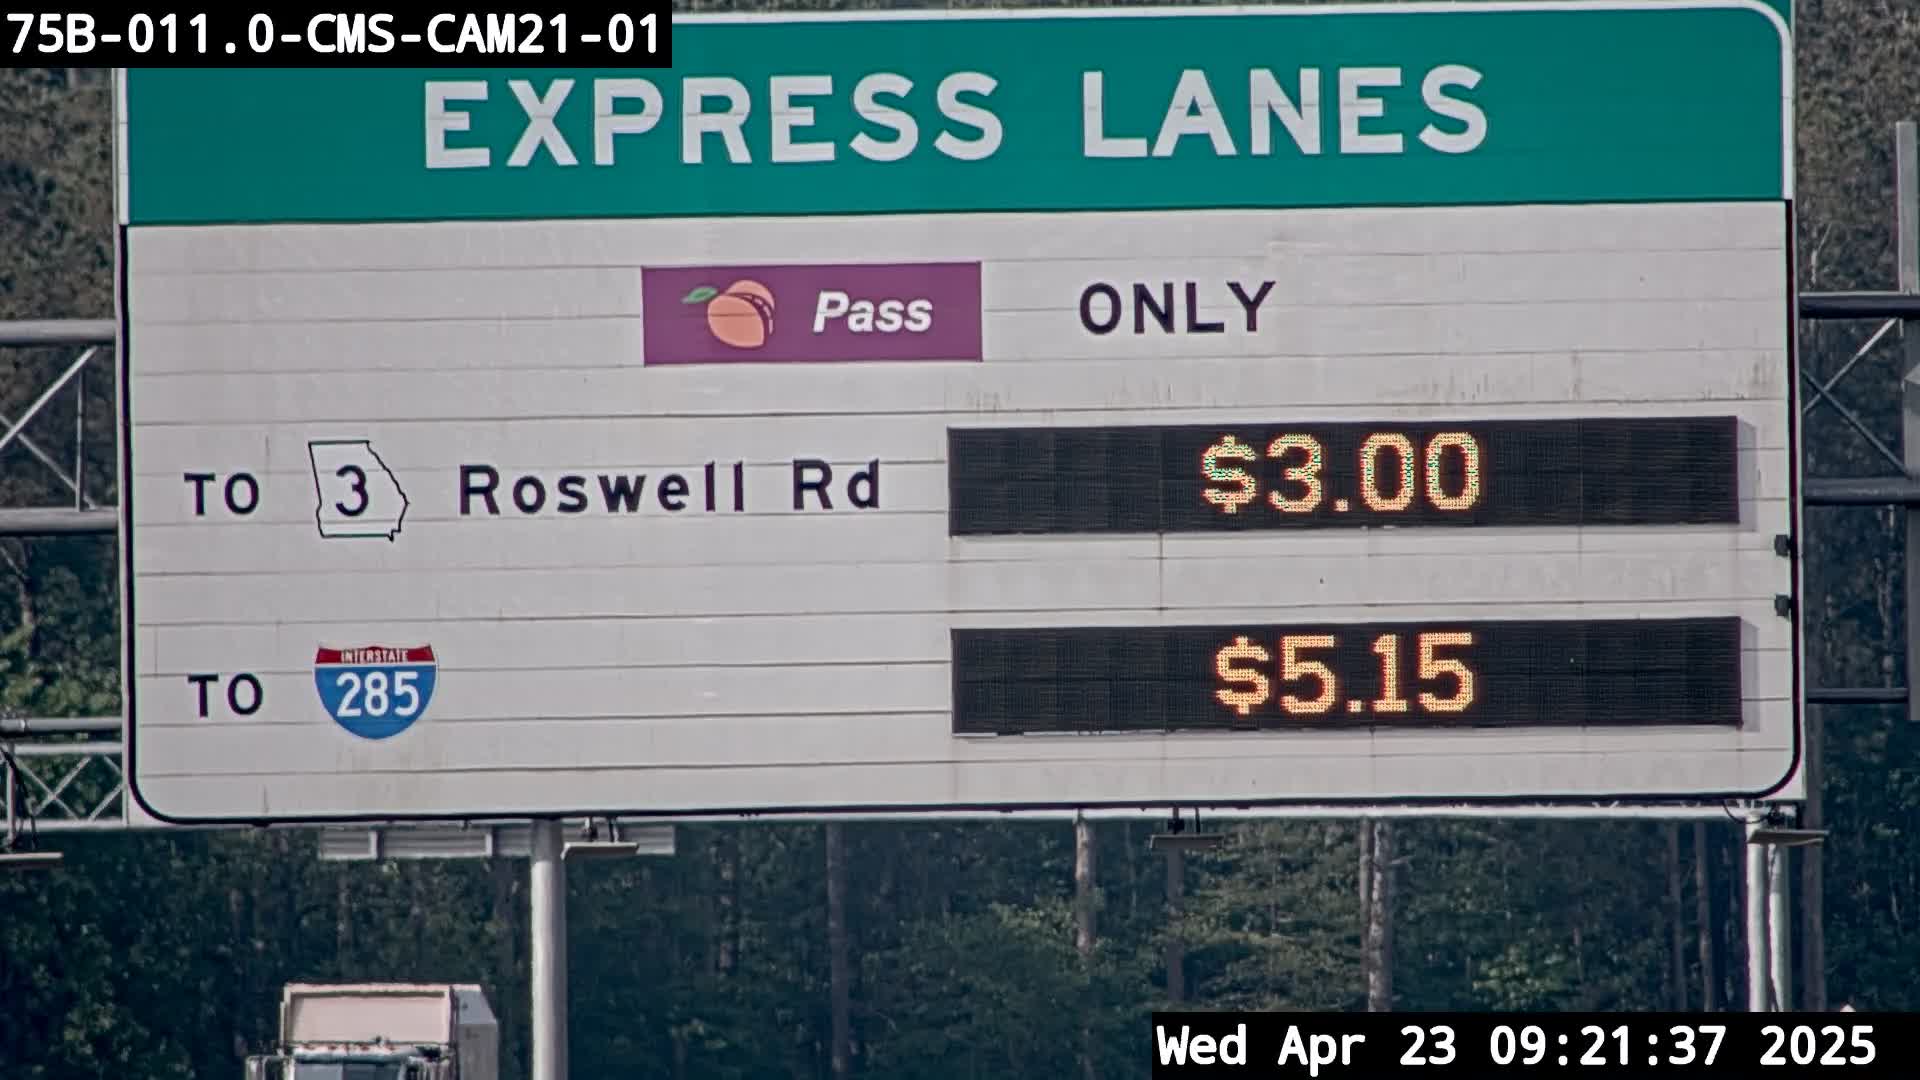 75B-011.0-CMS-CAM21-01
EXPRESS LANES
Pass ONLY
TO 3 Roswell Rd $3.00
INTERSTATE
TO 285 $5.15
Wed Apr 23 09:21:37 2025